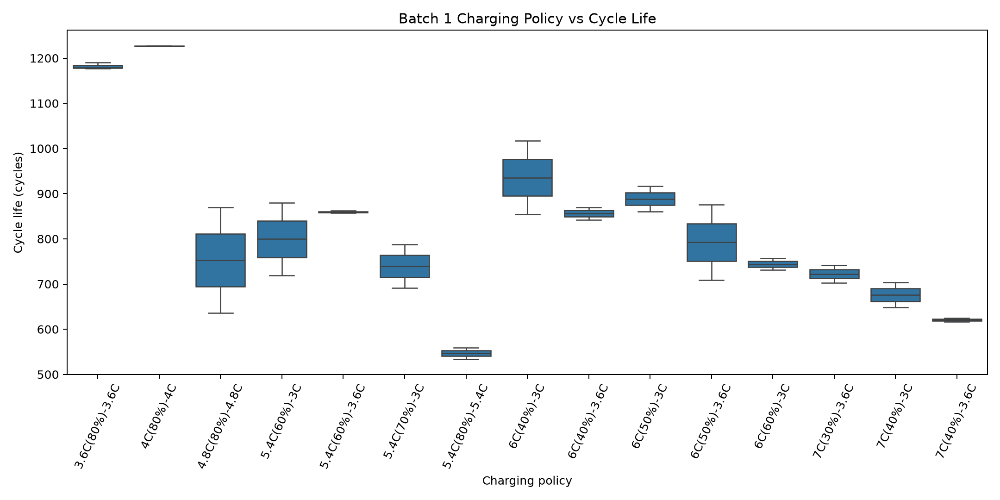 Batch 1 Charging Policy vs Cycle Life
Cycle life (cycles)
1200
1100
1000
900
800
700
600
500
3.6C(80%)-3.6C
4C(80%)-4C
4.8C(80%)-4.8C
5.4C(60%)-3C
5.4C(60%)-3.6C
5.4C(70%)-3C
5.4C(80%)-5.4C
6C(40%)-3C
6C(40%)-3.6C
6C(50%)-3C
6C(50%)-3.6C
6C(60%)-3C
7C(30%)-3.6C
7C(40%)-3C
7C(40%)-3.6C
Charging policy